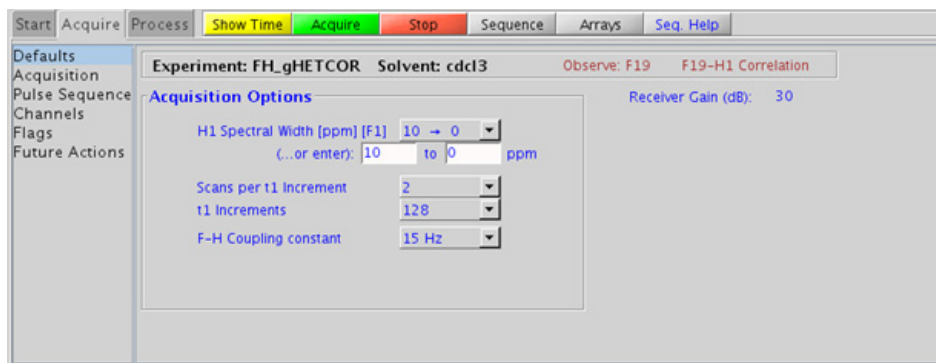 Start Acquire Process Show Time Acquire Stop Sequence Arrays Seq. Help
Defaults
Acquisition
Pulse Sequence
Channels
Flags
Future Actions
Experiment: FH_gHETCOR Solvent: cdcl3 Observe: F19 F19-H1 Correlation
Acquisition Options
Receiver Gain (dB): 30
H1 Spectral Width [ppm] [F1] 10 → 0
(...or enter): 10 to 0 ppm
Scans per t1 Increment 2
t1 Increments 128
F-H Coupling constant 15 Hz